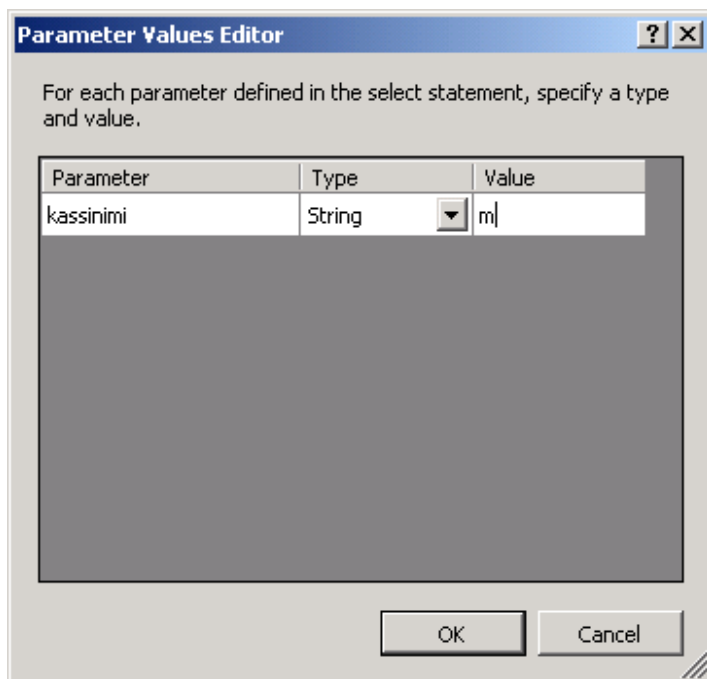 Parameter Values Editor
For each parameter defined in the select statement, specify a type
and value.
Parameter Type Value
kassinimi String m
OK Cancel